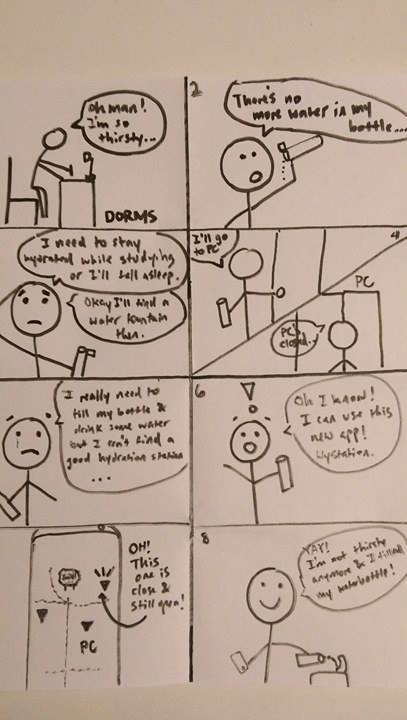 Oh man!
I'm so
thirsty...
DORMS
2
There's no
more water in my
bottle...
I need to stay
hydrated while studying
or I'll fall asleep.
Okay I'll find a
water fountain
then.
4
I'll go
to PC
PC
PC's
closed..
I really need to
fill my bottle &
drink some water
but I can't find a
good hydration station
...
6
Oh I know!
I can use this
new app!
Hystation.
OH!
This
one is
close &
still open!
PC
8
YAY!
I'm not thirsty
anymore & I filled
my waterbottle!